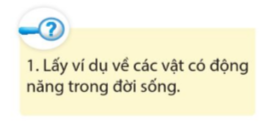 1. Lấy ví dụ về các vật có động
năng trong đời sống.